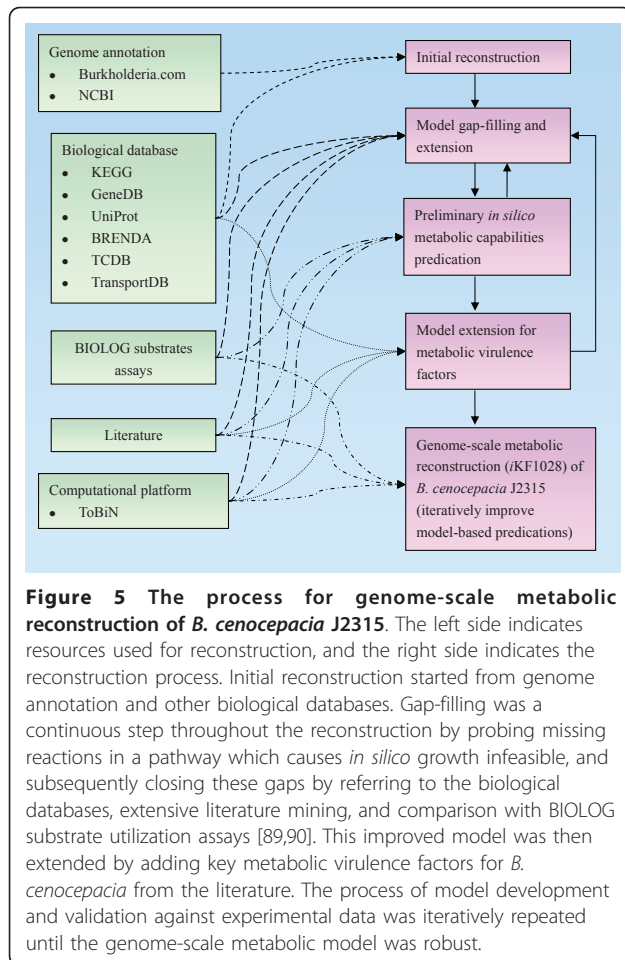 Genome annotation
• Burkholderia.com
• NCBI
Biological database
• KEGG
• GeneDB
• UniProt
• BRENDA
• TCDB
• TransportDB
BIOLOG substrates
assays
Literature
Computational platform
• ToBiN
Initial reconstruction
Model gap-filling and
extension
Preliminary in silico
metabolic capabilities
predication
Model extension for
metabolic virulence
factors
Genome-scale metabolic
reconstruction (iKF1028) of
B. cenocepacia J2315
(iteratively improve
model-based predications)
Figure 5 The process for genome-scale metabolic
reconstruction of B. cenocepacia J2315. The left side indicates
resources used for reconstruction, and the right side indicates the
reconstruction process. Initial reconstruction started from genome
annotation and other biological databases. Gap-filling was a
continuous step throughout the reconstruction by probing missing
reactions in a pathway which causes in silico growth infeasible, and
subsequently closing these gaps by referring to the biological
databases, extensive literature mining, and comparison with BIOLOG
substrate utilization assays [89,90]. This improved model was then
extended by adding key metabolic virulence factors for B.
cenocepacia from the literature. The process of model development
and validation against experimental data was iteratively repeated
until the genome-scale metabolic model was robust.